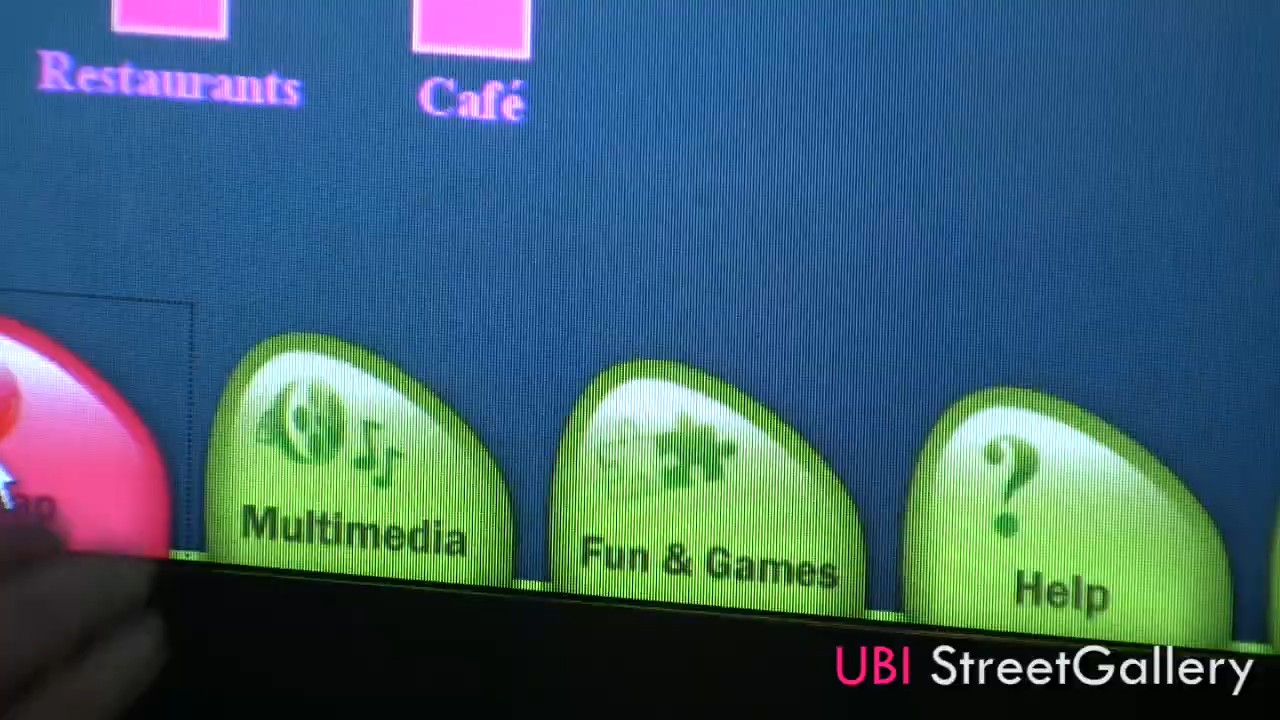 Restaurants
Café
Multimedia
Fun & Games
Help
UBI StreetGallery